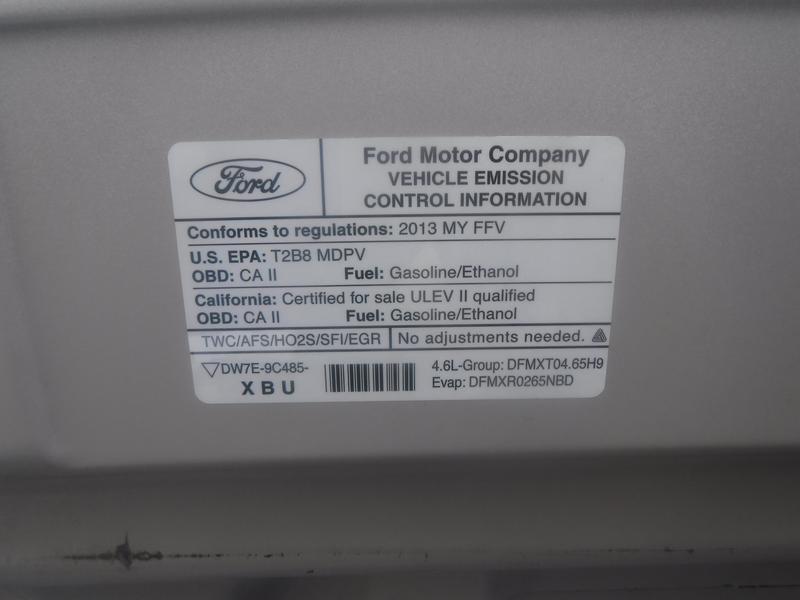 Ford
Ford Motor Company
VEHICLE EMISSION
CONTROL INFORMATION
Conforms to regulations: 2013 MY FFV
U.S. EPA: T2B8 MDPV
OBD: CA II Fuel: Gasoline/Ethanol
California: Certified for sale ULEV II qualified
OBD: CA II Fuel: Gasoline/Ethanol
TWC/AFS/HO2S/SFI/EGR No adjustments needed.
DW7E-9C485-
X B U
4.6L-Group: DFMXT04.65H9
Evap: DFMXR0265NBD